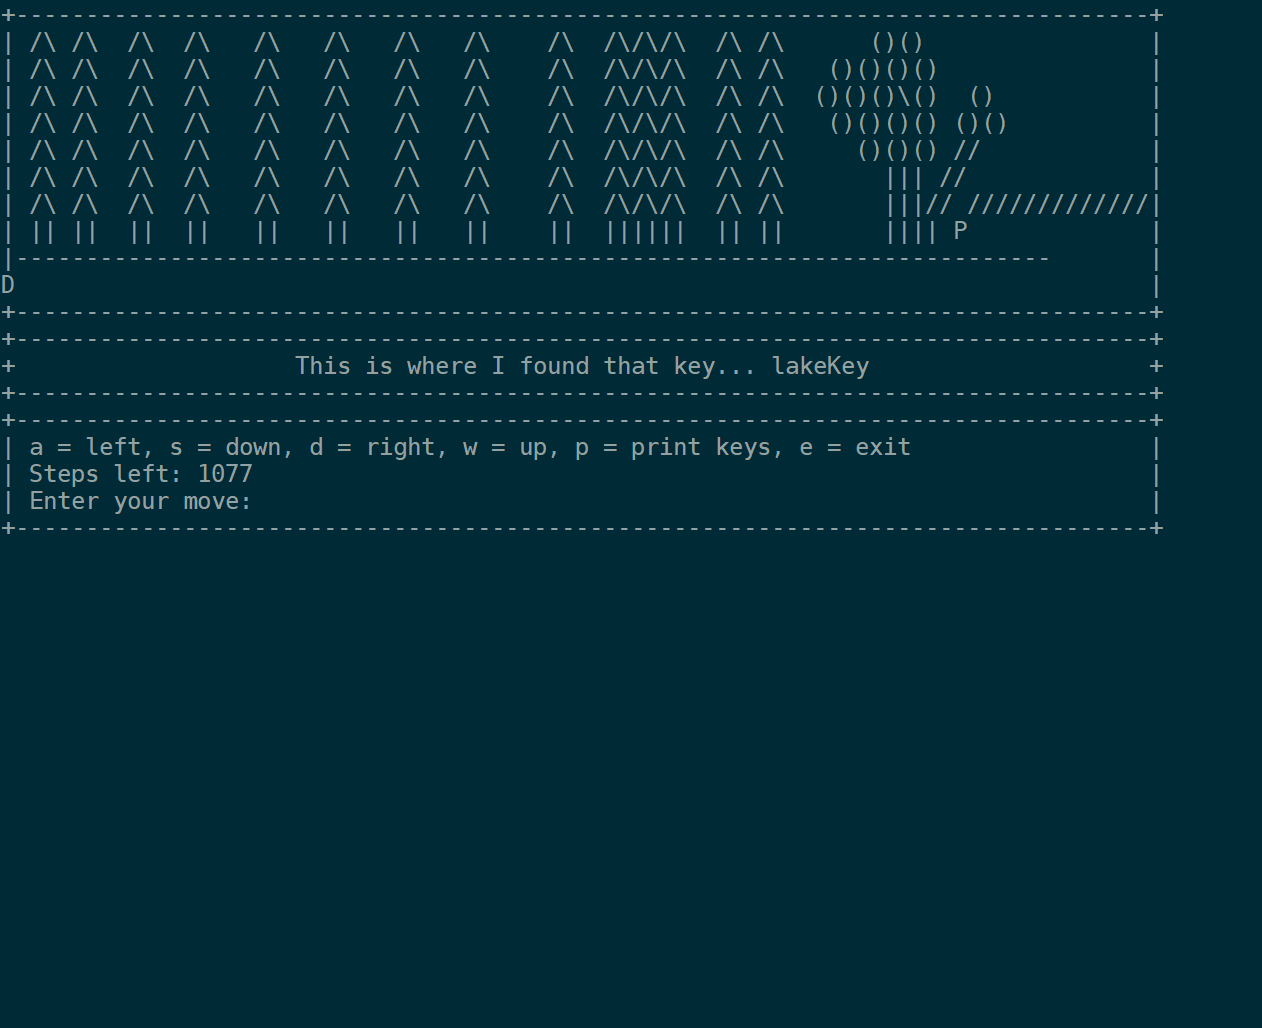 +---------------------------------------------------------------------------------+
| /\ /\  /\  /\   /\   /\   /\   /\    /\  /\/\/\  /\ /\      ()()                |
| /\ /\  /\  /\   /\   /\   /\   /\    /\  /\/\/\  /\ /\   ()()()()               |
| /\ /\  /\  /\   /\   /\   /\   /\    /\  /\/\/\  /\ /\  ()()()\()  ()           |
| /\ /\  /\  /\   /\   /\   /\   /\    /\  /\/\/\  /\ /\   ()()()() ()()          |
| /\ /\  /\  /\   /\   /\   /\   /\    /\  /\/\/\  /\ /\     ()()() //            |
| /\ /\  /\  /\   /\   /\   /\   /\    /\  /\/\/\  /\ /\       ||| //             |
| /\ /\  /\  /\   /\   /\   /\   /\    /\  /\/\/\  /\ /\       |||// /////////////|
| || ||  ||  ||   ||   ||   ||   ||    ||  ||||||  || ||       |||| P             |
|--------------------------------------------------------------------------       |
D                                                                                 |
+---------------------------------------------------------------------------------+
+---------------------------------------------------------------------------------+
+                    This is where I found that key... lakeKey                    +
+---------------------------------------------------------------------------------+
+---------------------------------------------------------------------------------+
| a = left, s = down, d = right, w = up, p = print keys, e = exit                 |
| Steps left: 1077                                                                |
| Enter your move:                                                                |
+---------------------------------------------------------------------------------+